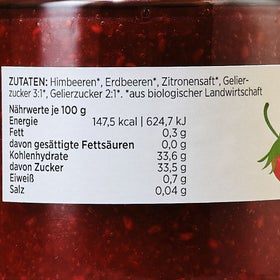 ZUTATEN: Himbeeren*, Erdbeeren*, Zitronensaft*, Gelier-
zucker 3:1*, Gelierzucker 2:1*. *aus biologischer Landwirtschaft
Nährwerte je 100 g
Energie 147,5 kcal | 624,7 kJ
Fett 0,3 g
davon gesättigte Fettsäuren 0,0 g
Kohlenhydrate 33,6 g
davon Zucker 33,5 g
Eiweiß 0,7 g
Salz 0,04 g